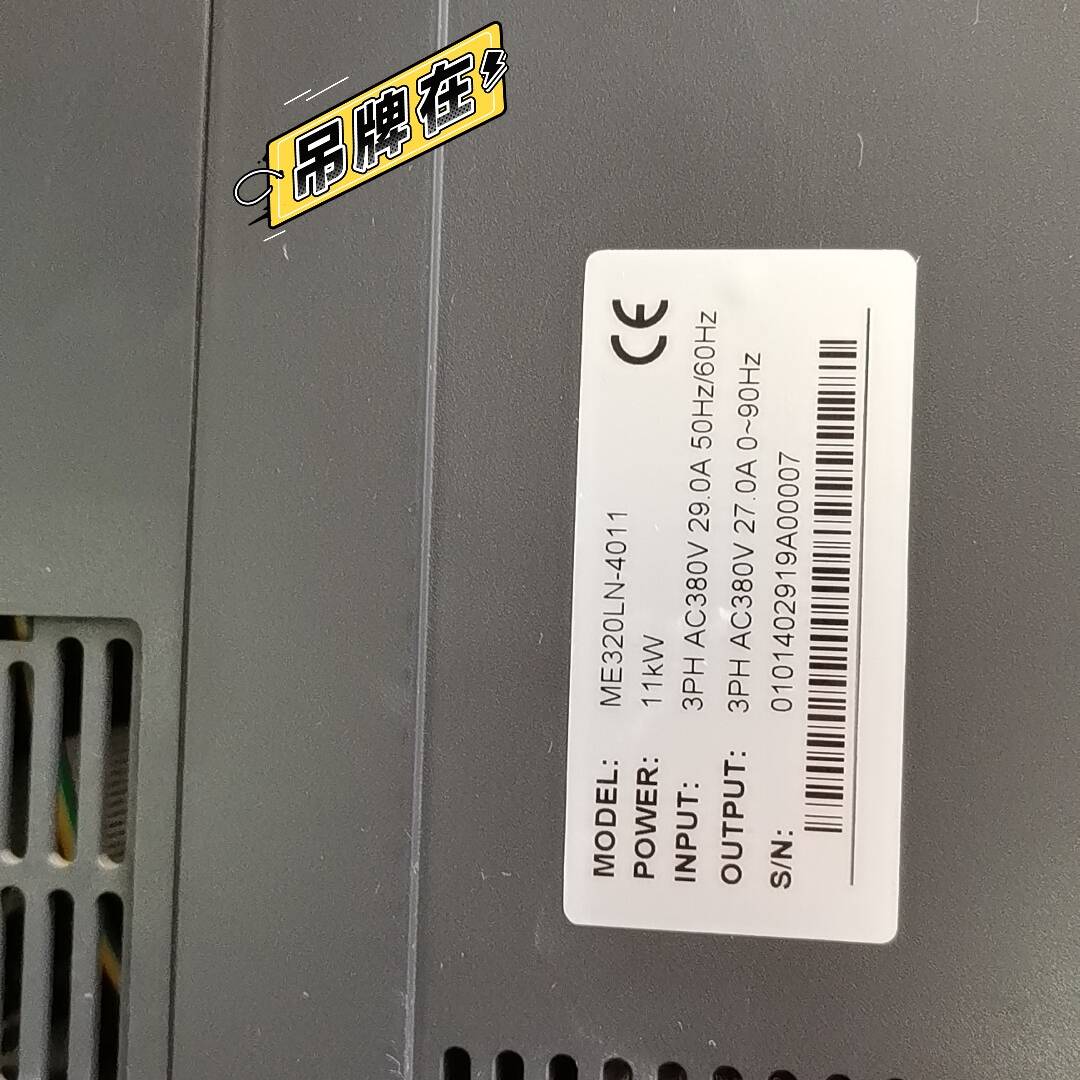 吊牌在
CE
MODEL: ME320LN-4011
POWER: 11kW
INPUT: 3PH AC380V 29.0A 50Hz/60Hz
OUTPUT: 3PH AC380V 27.0A 0~90Hz
S/N: 0101402919A00007